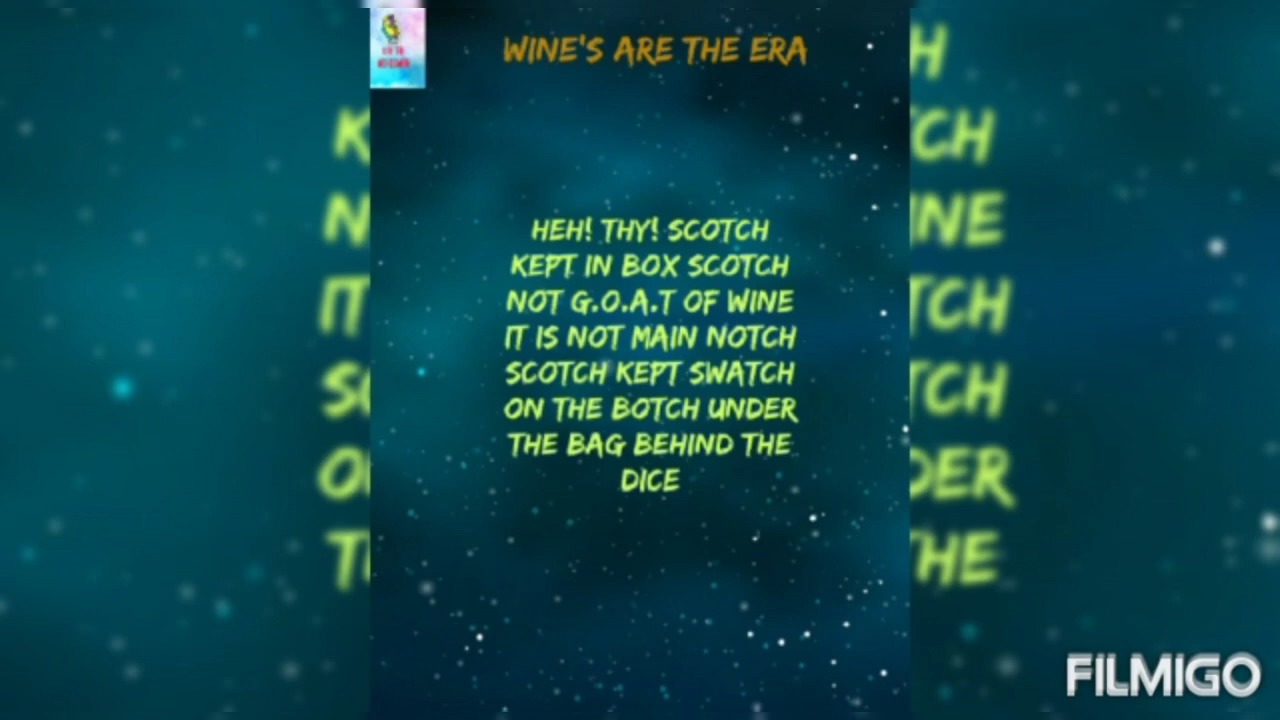 WINE'S ARE THE ERA
HEH! THY! SCOTCH
KEPT IN BOX SCOTCH
NOT G.O.A.T OF WINE
IT IS NOT MAIN NOTCH
SCOTCH KEPT SWATCH
ON THE BOTCH UNDER
THE BAG BEHIND THE
DICE
FILMIGO